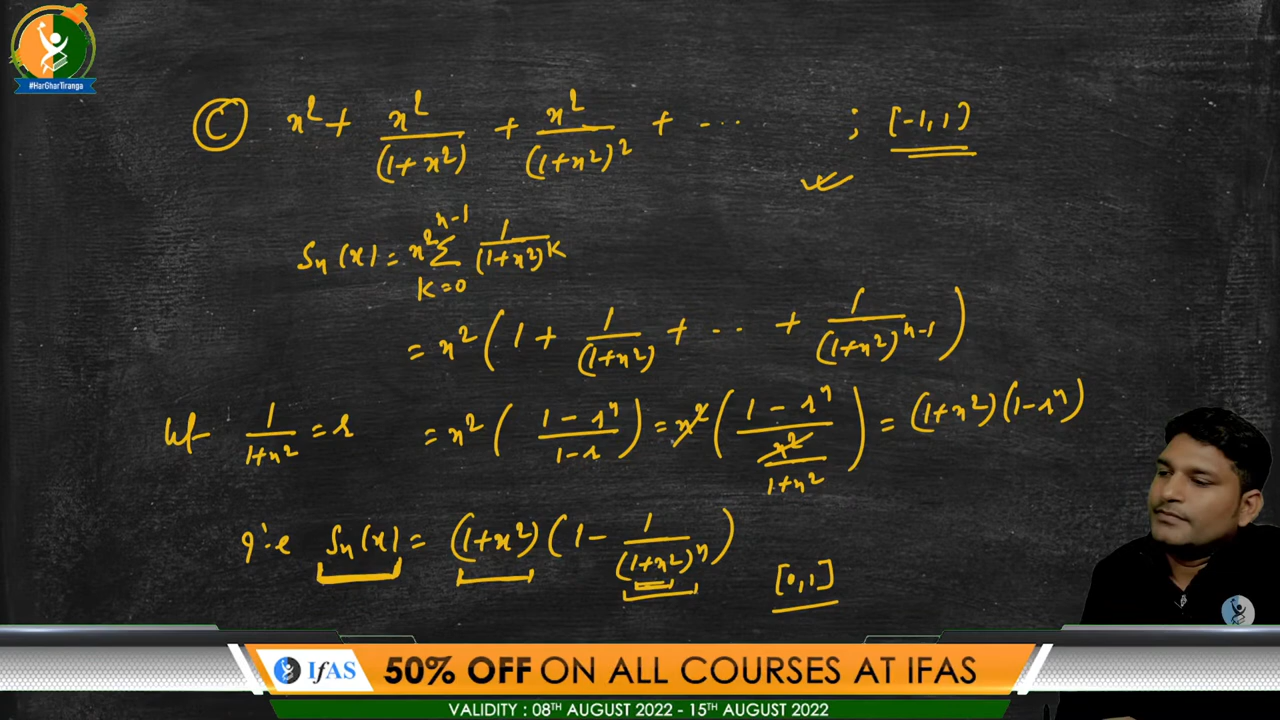 #HarGharTiranga
(C) x² + x²/(1+x²) + x²/(1+x²)² + ... ; [-1,1]
Sn(x) = x² Σ_{k=0}^{n-1} 1/(1+x²)^k
= x² ( 1 + 1/(1+x²) + ... + 1/(1+x²)^{n-1} )
let 1/(1+x²) = r = x² ( (1-r^n)/(1-r) ) = x² ( (1-r^n)/(x²/(1+x²)) ) = (1+x²)(1-r^n)
i.e Sn(x) = (1+x²)(1 - 1/(1+x²)^n) [0,1]
IFAS 50% OFF ON ALL COURSES AT IFAS
VALIDITY : 08TH AUGUST 2022 - 15TH AUGUST 2022